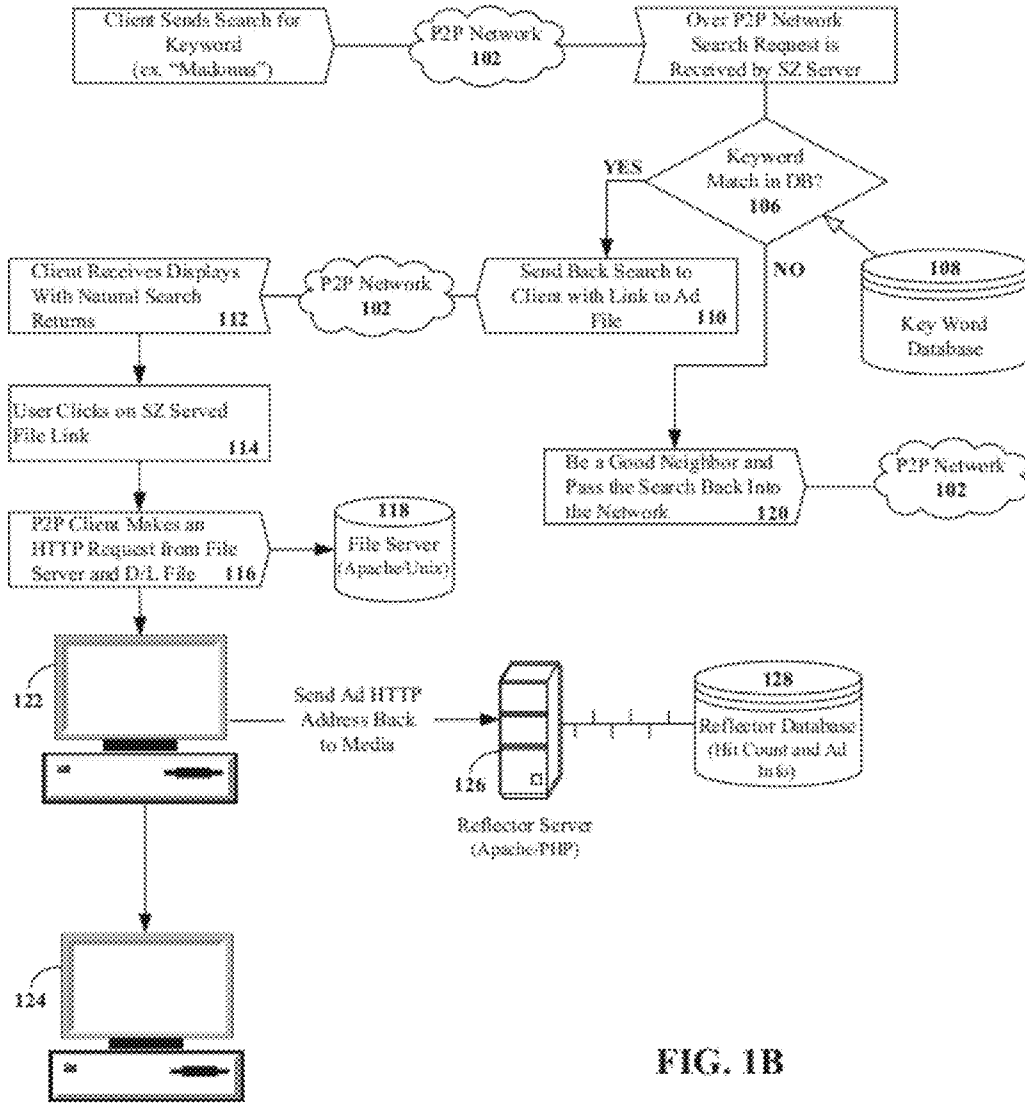 Client Sends Search for
Keyword
(ex. "Madonna")
P2P Network
102
Over P2P Network
Search Request is
Received by SZ Server
Keyword
Match in DB?
106
YES
NO
108
Key Word
Database
Client Receives Displays
With Natural Search
Returns
112
P2P Network
102
Send Back Search to
Client with Link to Ad
File
110
User Clicks on SZ Served
File Link
114
Be a Good Neighbor and
Pass the Search Back Into
the Network
120
P2P Network
102
P2P Client Makes an
HTTP Request from File
Server and D/L File
116
118
File Server
(Apache/Unix)
122
Send Ad HTTP
Address Back
to Media
126
Reflector Server
(Apache/PHP)
128
Reflector Database
(Hit Count and Ad
Info)
124
FIG. 1B